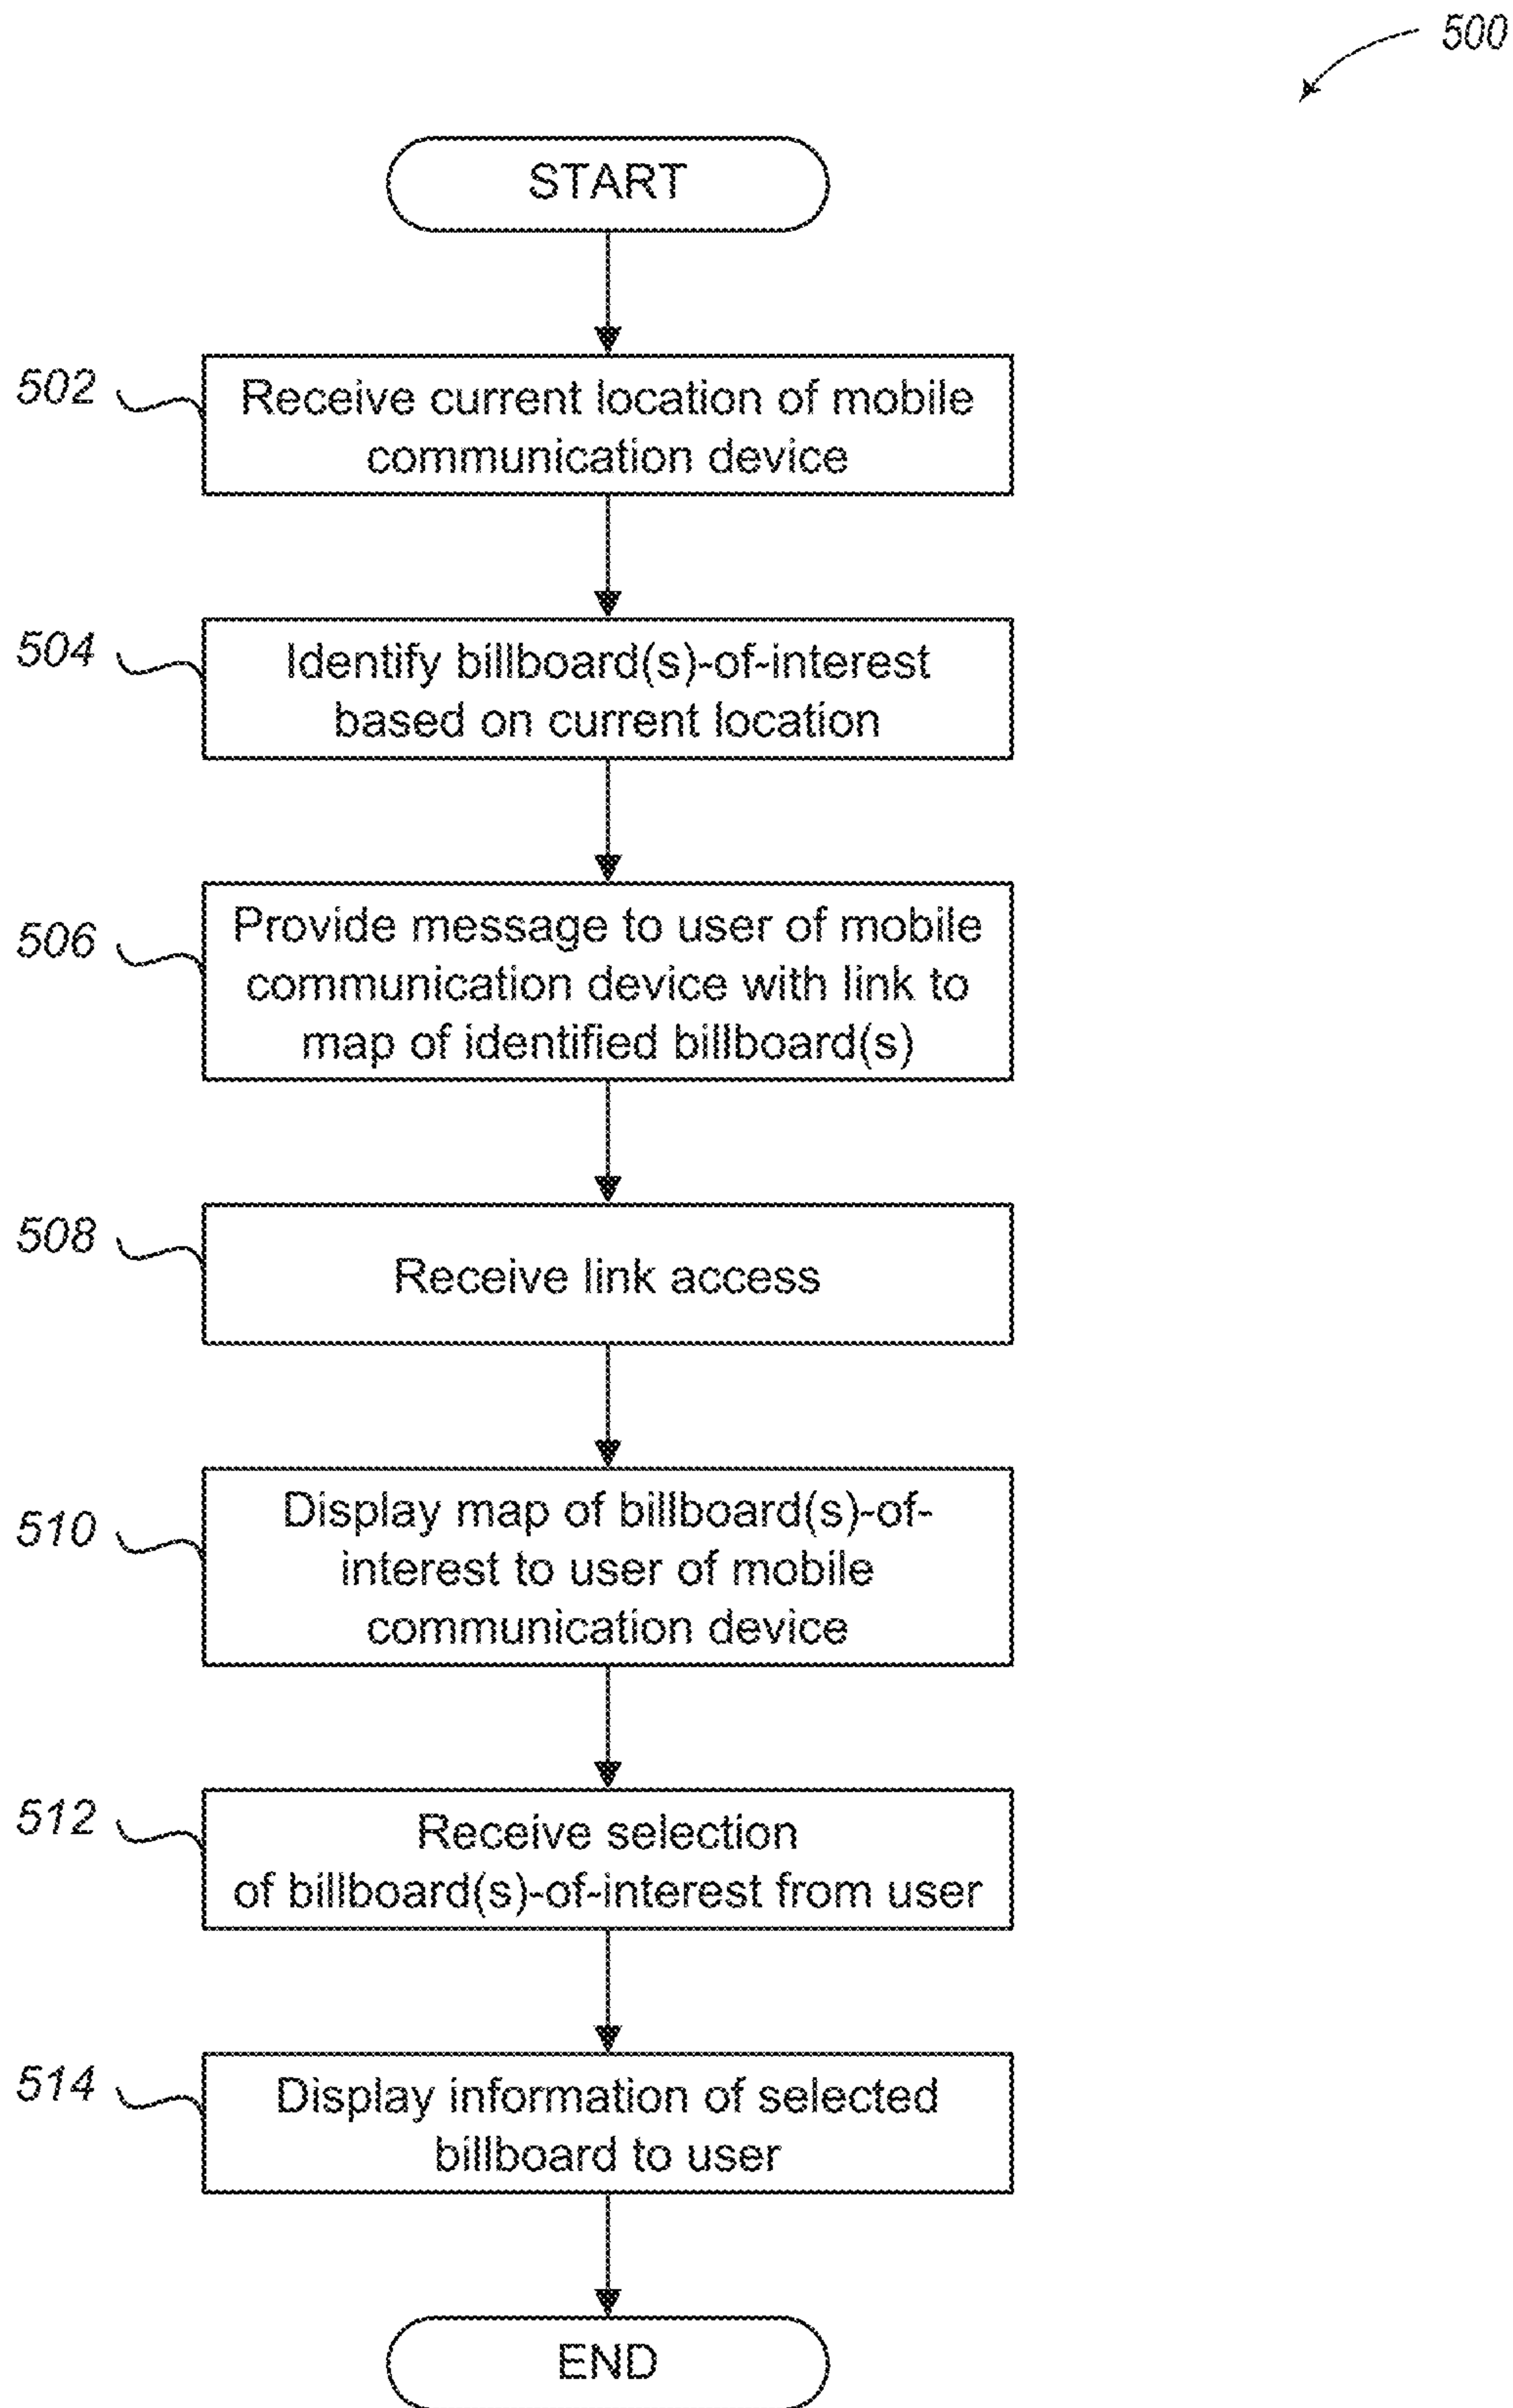 500
START
502
Receive current location of mobile
communication device
504
Identify billboard(s)-of-interest
based on current location
506
Provide message to user of mobile
communication device with link to
map of identified billboard(s)
508
Receive link access
510
Display map of billboard(s)-of-
interest to user of mobile
communication device
512
Receive selection
of billboard(s)-of-interest from user
514
Display information of selected
billboard to user
END